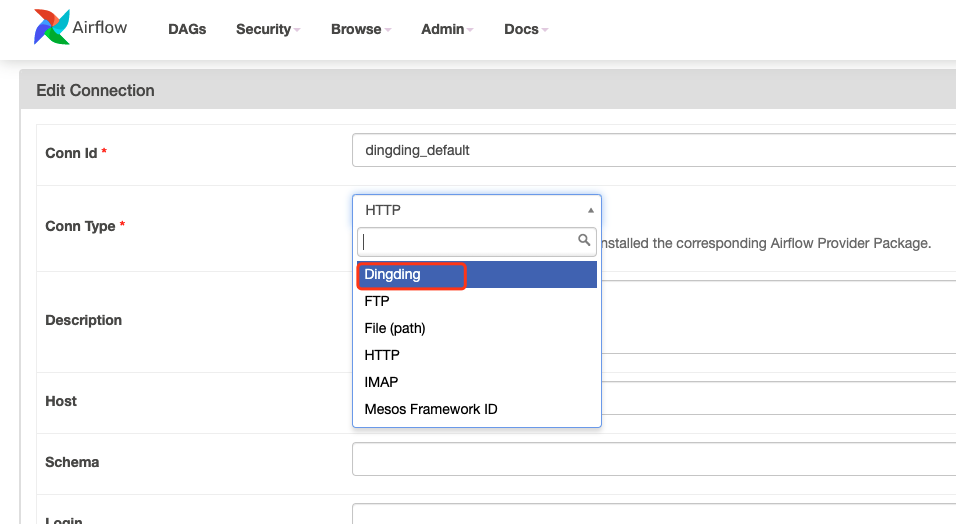 Airflow DAGs Security Browse Admin Docs
Edit Connection
Conn Id * dingding_default
Conn Type * HTTP
nstalled the corresponding Airflow Provider Package.
Dingding
FTP
Description
File (path)
HTTP
IMAP
Host
Mesos Framework ID
Schema
Login